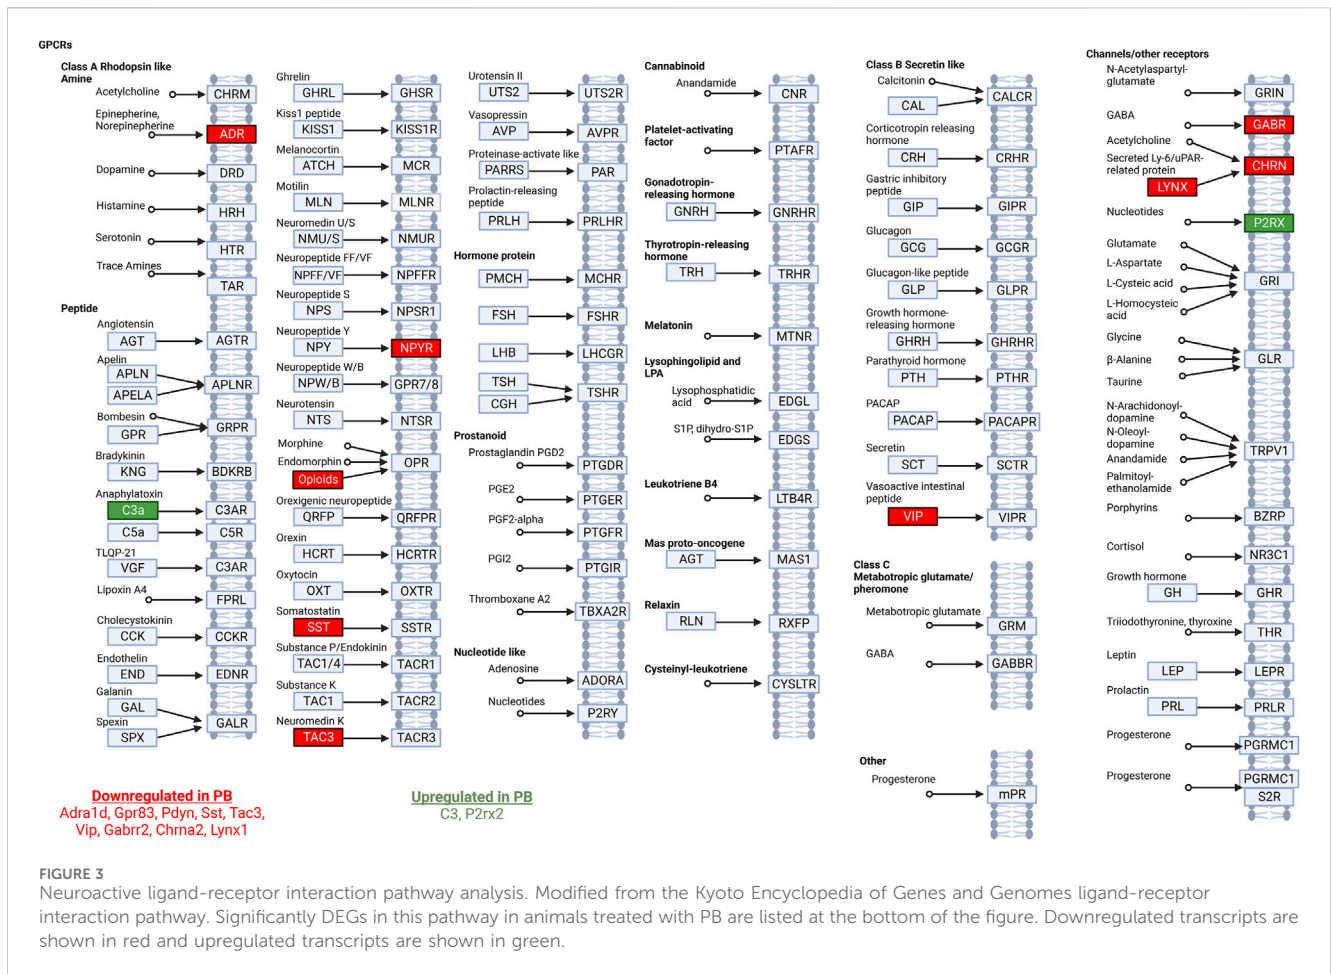 GPCRs
Class A Rhodopsin like
Amine
Acetylcholine
CHRM
Epinepherine,
Norepinepherine
ADR
Dopamine
DRD
Histamine
HRH
Serotonin
HTR
Trace Amines
TAR
Peptide
Angiotensin
AGT
AGTR
Apelin
APLN
APELA
APLNR
Bombesin
GPR
GRPR
Bradykinin
KNG
BDKRB
Anaphylatoxin
C3a
C3AR
C5a
C5R
TLQP-21
VGF
C3AR
Lipoxin A4
FPRL
Cholecystokinin
CCK
CCKR
Endothelin
END
EDNR
Galanin
GAL
Spexin
SPX
GALR
Ghrelin
GHRL
GHSR
Kiss1 peptide
KISS1
KISS1R
Melanocortin
ATCH
MCR
Motilin
MLN
MLNR
Neuromedin U/S
NMU/S
NMUR
Neuropeptide FF/VF
NPFF/VF
NPFFR
Neuropeptide S
NPS
NPSR1
Neuropeptide Y
NPY
NPYR
Neuropeptide W/B
NPW/B
GPR7/8
Neurotensin
NTS
NTSR
Morphine
Endomorphin
Opioids
OPR
Orexigenic neuropeptide
QRFP
QRFPR
Orexin
HCRT
HCRTR
Oxytocin
OXT
OXTR
Somatostatin
SST
SSTR
Substance P/Endokinin
TAC1/4
TACR1
Substance K
TAC1
TACR2
Neuromedin K
TAC3
TACR3
Urotensin II
UTS2
UTS2R
Vasopressin
AVP
AVPR
Proteinase-activate like
PARRS
PAR
Prolactin-releasing
peptide
PRLH
PRLHR
Hormone protein
PMCH
MCHR
FSH
FSHR
LHB
LHCGR
TSH
CGH
TSHR
Prostanoid
Prostaglandin PGD2
PTGDR
PGE2
PTGER
PGF2-alpha
PTGFR
PGI2
PTGIR
Thromboxane A2
TBXA2R
Nucleotide like
Adenosine
ADORA
Nucleotides
P2RY
Cannabinoid
Anandamide
CNR
Platelet-activating
factor
PTAFR
Gonadotropin-
releasing hormone
GNRH
GNRHR
Thyrotropin-releasing
hormone
TRH
TRHR
Melatonin
MTNR
Lysophingolipid and
LPA
Lysophosphatidic
acid
EDGL
S1P, dihydro-S1P
EDGS
Leukotriene B4
LTB4R
Mas proto-oncogene
AGT
MAS1
Relaxin
RLN
RXFP
Cysteinyl-leukotriene
CYSLTR
Class B Secretin like
Calcitonin
CAL
CALCR
Corticotropin releasing
hormone
CRH
CRHR
Gastric inhibitory
peptide
GIP
GIPR
Glucagon
GCG
GCGR
Glucagon-like peptide
GLP
GLPR
Growth hormone-
releasing hormone
GHRH
GHRHR
Parathyroid hormone
PTH
PTHR
PACAP
PACAP
PACAPR
Secretin
SCT
SCTR
Vasoactive intestinal
peptide
VIP
VIPR
Class C
Metabotropic glutamate/
pheromone
Metabotropic glutamate
GRM
GABA
GABBR
Other
Progesterone
mPR
Channels/other receptors
N-Acetylaspartyl-
glutamate
GRIN
GABA
GABR
Acetylcholine
Secreted Ly-6/uPAR-
related protein
LYNX
CHRN
Nucleotides
P2RX
Glutamate
L-Aspartate
L-Cysteic acid
L-Homocysteic
acid
GRI
Glycine
β-Alanine
Taurine
GLR
N-Arachidonoyl-
dopamine
N-Oleoyl-
dopamine
Anandamide
Palmitoyl-
ethanolamide
TRPV1
Porphyrins
BZRP
Cortisol
NR3C1
Growth hormone
GH
GHR
Triiodothyronine, thyroxine
THR
Leptin
LEP
LEPR
Prolactin
PRL
PRLR
Progesterone
PGRMC1
Progesterone
PGRMC1
S2R
Downregulated in PB
Adra1d, Gpr83, Pdyn, Sst, Tac3,
Vip, Gabrr2, Chrna2, Lynx1
Upregulated in PB
C3, P2rx2
FIGURE 3
Neuroactive ligand-receptor interaction pathway analysis. Modified from the Kyoto Encyclopedia of Genes and Genomes ligand-receptor
interaction pathway. Significantly DEGs in this pathway in animals treated with PB are listed at the bottom of the figure. Downregulated transcripts are
shown in red and upregulated transcripts are shown in green.